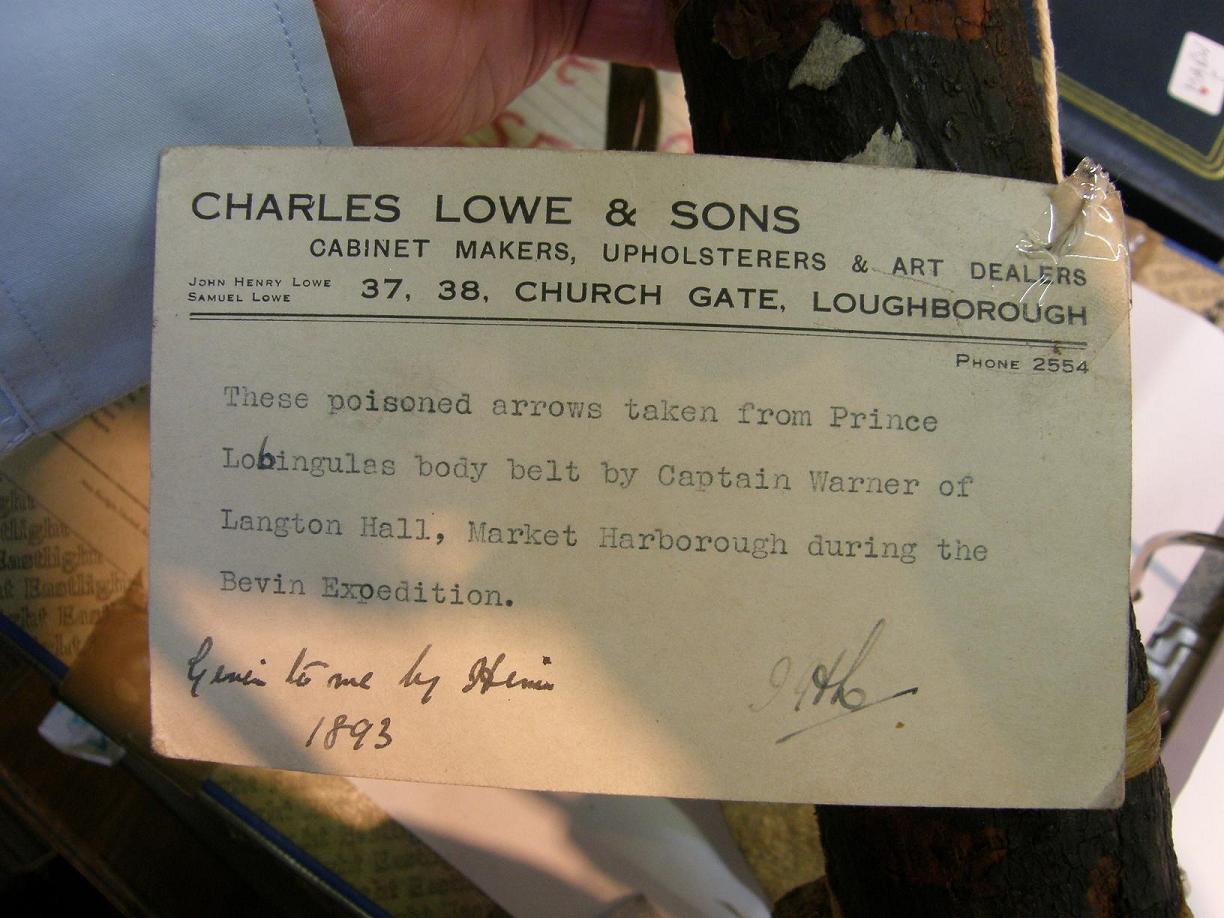 CHARLES LOWE & SONS
CABINET MAKERS, UPHOLSTERERS & ART DEALERS
JOHN HENRY LOWE
SAMUEL LOWE
37, 38, CHURCH GATE, LOUGHBOROUGH
PHONE 2554
These poisoned arrows taken from Prince
Lobingulas body belt by Captain Warner of
Langton Hall, Market Harborough during the
Bevin Expedition.
to me by
1893